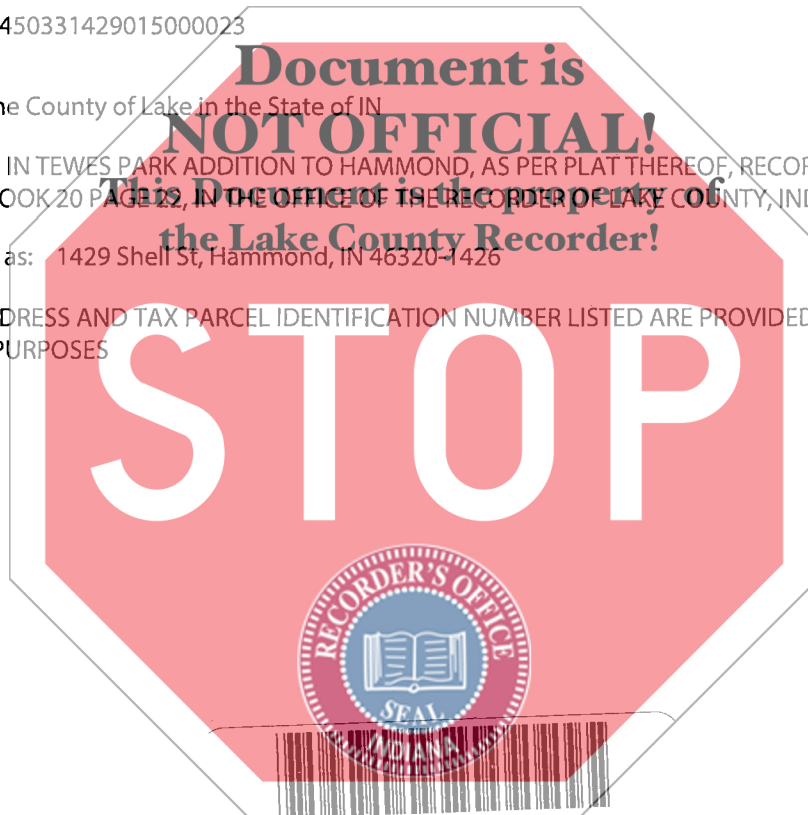 450331429015000023
Document is
ne County of Lake in the State of IN
NOT OFFICIAL!
IN TEWES PARK ADDITION TO HAMMOND, AS PER PLAT THEREOF, RECOR
This Document is the property of
OOK 20 PAGE 22, IN THE OFFICE OF THE RECORDER OF LAKE COUNTY, IND
the Lake County Recorder!
as: 1429 Shell St, Hammond, IN 46320-1426
DRESS AND TAX PARCEL IDENTIFICATION NUMBER LISTED ARE PROVIDED
PURPOSES
STOP
RECORDER'S OFFICE
SEAL
INDIANA